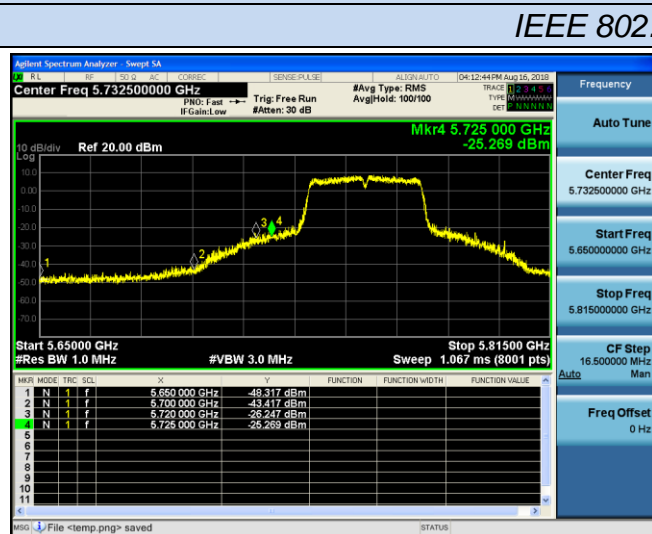 IEEE 802.
Agilent Spectrum Analyzer - Swept SA
RL RF 50 Ω AC CORREC SENSE:PULSE ALIGN AUTO 04:12:44 PM Aug 16, 2018
Center Freq 5.732500000 GHz
PNO: Fast
IFGain:Low
Trig: Free Run
#Atten: 30 dB
#Avg Type: RMS
Avg|Hold: 100/100
TRACE 1 2 3 4 5 6
TYPE M
DET P N N N N N
Mkr4 5.725 000 GHz
-25.269 dBm
10 dB/div Ref 20.00 dBm
Log
10.0
0.00
-10.0
-20.0
-30.0
-40.0
-50.0
-60.0
-70.0
1
2
3
4
Start 5.65000 GHz Stop 5.81500 GHz
#Res BW 1.0 MHz #VBW 3.0 MHz Sweep 1.067 ms (8001 pts)
MKR MODE TRC SCL X Y FUNCTION FUNCTION WIDTH FUNCTION VALUE
1 N 1 f 5.650 000 GHz -48.317 dBm
2 N 1 f 5.700 000 GHz -43.417 dBm
3 N 1 f 5.720 000 GHz -26.247 dBm
4 N 1 f 5.725 000 GHz -25.269 dBm
5
6
7
8
9
10
11
MSG File <temp.png> saved STATUS
Frequency
Auto Tune
Center Freq
5.732500000 GHz
Start Freq
5.650000000 GHz
Stop Freq
5.815000000 GHz
CF Step
16.500000 MHz
Auto Man
Freq Offset
0 Hz